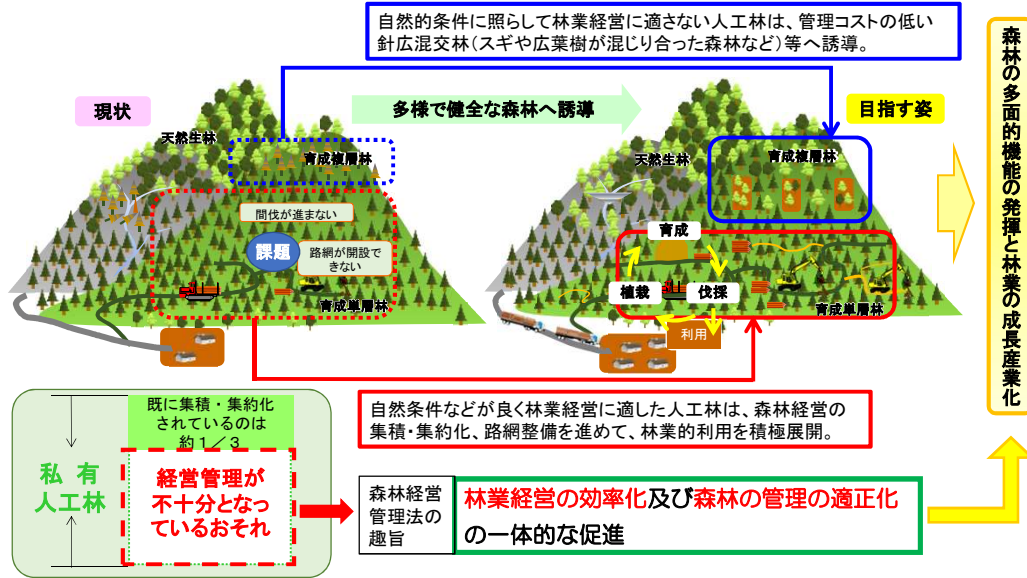 自然的条件に照らして林業経営に適さない人工林は、管理コストの低い
針広混交林(スギや広葉樹が混じり合った森林など)等へ誘導。
現状
多様で健全な森林へ誘導
目指す姿
天然生林
育成複層林
間伐が進まない
課題
路網が開設で
きない
育成単層林
天然生林
育成複層林
育成
植栽
伐採
利用
育成単層林
森林の多面的機能の発揮と林業の成長産業化
私有
人工林
既に集積・集約化
されているのは
約1/3
経営管理が
不十分となっ
ているおそれ
自然条件などが良く林業経営に適した人工林は、森林経営の
集積・集約化、路網整備を進めて、林業的利用を積極展開。
森林経営
管理法の
趣旨
林業経営の効率化及び森林の管理の適正化
の一体的な促進